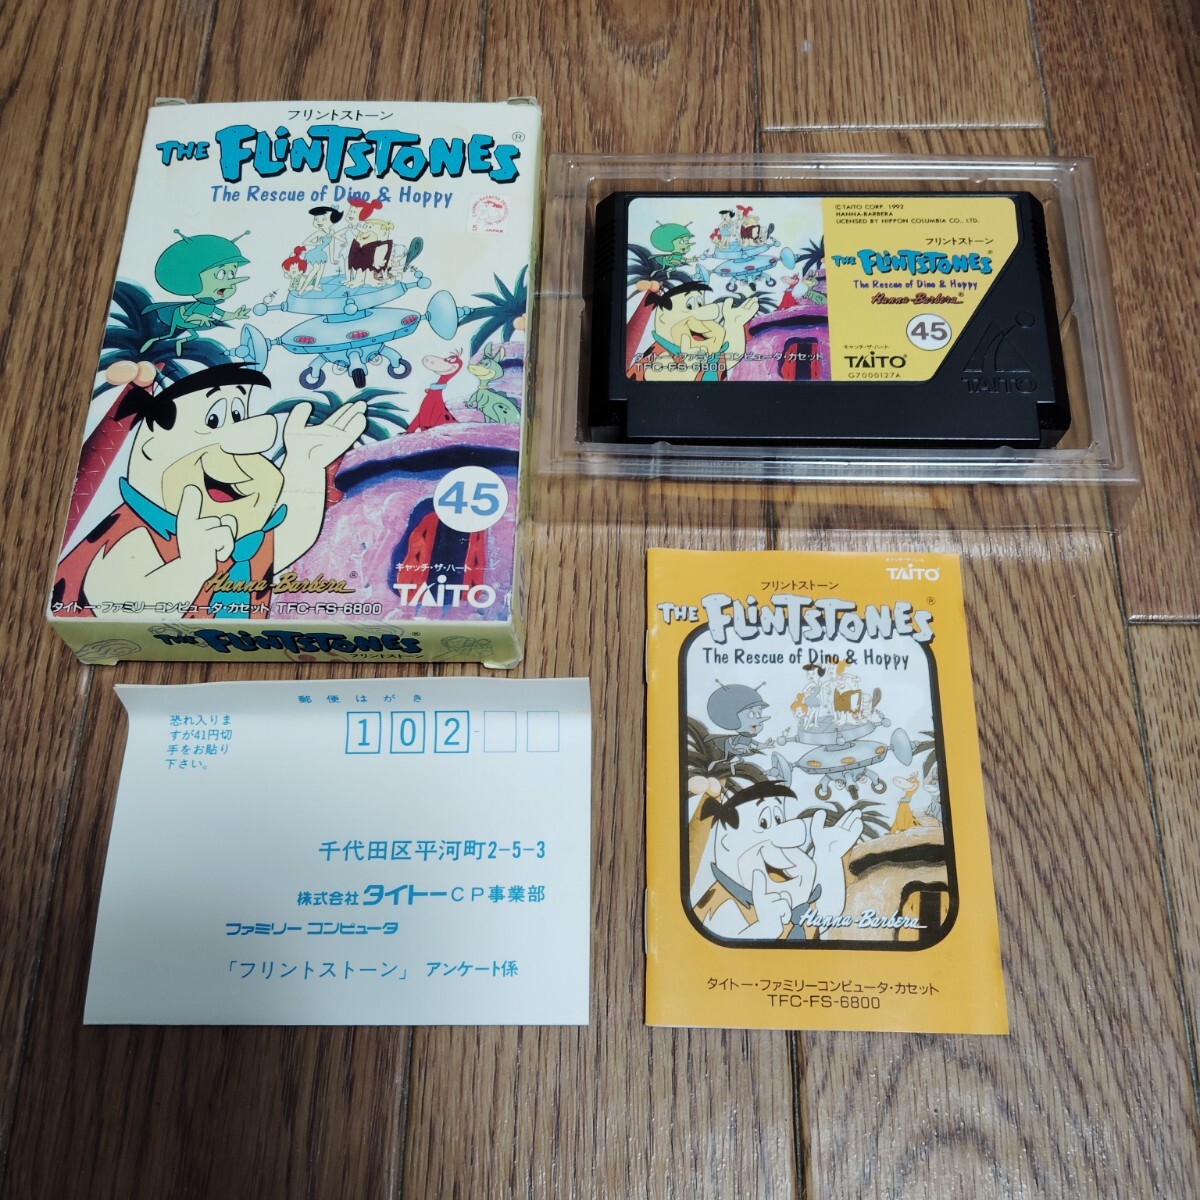 フリントストーン
THE FLINTSTONES®
The Rescue of Dino & Hoppy
JAPAN
45
Hanna-Barbera®
キャッチ・ザ・ハート
TAITO
タイトー・ファミリーコンピュータ・カセット/TFC-FS-6800
THE FLINTSTONES®
フリントストーン
©TAITO CORP. 1992
HANNA-BARBERA
LICENSED BY NIPPON COLUMBIA CO., LTD.
フリントストーン
THE FLINTSTONES®
The Rescue of Dino & Hoppy
Hanna-Barbera®
45
キャッチ・ザ・ハート
TAITO
G7000127A
タイトー・ファミリーコンピュータ・カセット
TFC-FS-6800
TAITO
郵便はがき
恐れ入りま
すが41円切
手をお貼り
下さい。
102-
千代田区平河町2-5-3
株式会社 タイトーCP事業部
ファミリー コンピュータ
「フリントストーン」 アンケート係
キャッチ・ザ・ハート
TAITO
フリントストーン
THE FLINTSTONES®
The Rescue of Dino & Hoppy
Hanna-Barbera
タイトー・ファミリーコンピュータ・カセット
TFC-FS-6800